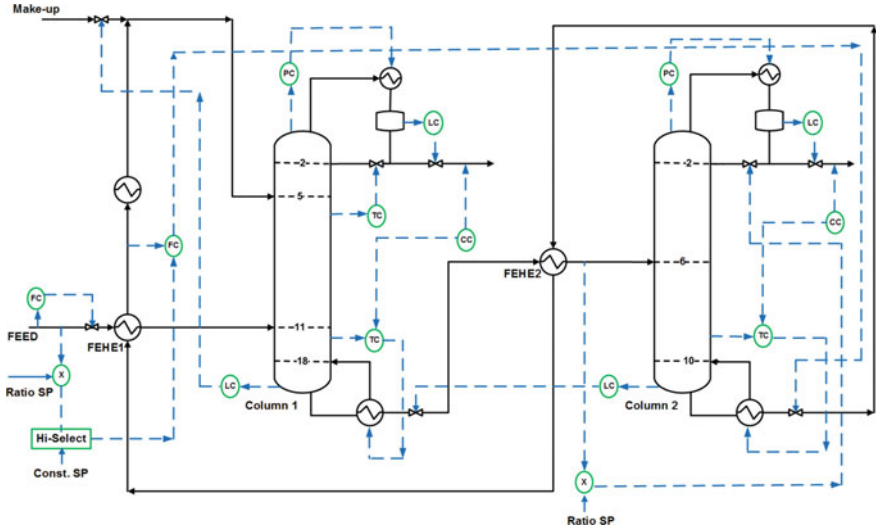 Make-up
PC
PC
LC
LC
2
2
5
TC
FC
CC
CC
FEHE2
6
FC
FEED
FEHE1
11
TC
TC
18
10
Ratio SP
X
LC
LC
Column 1
Column 2
Hi-Select
Const. SP
X
Ratio SP